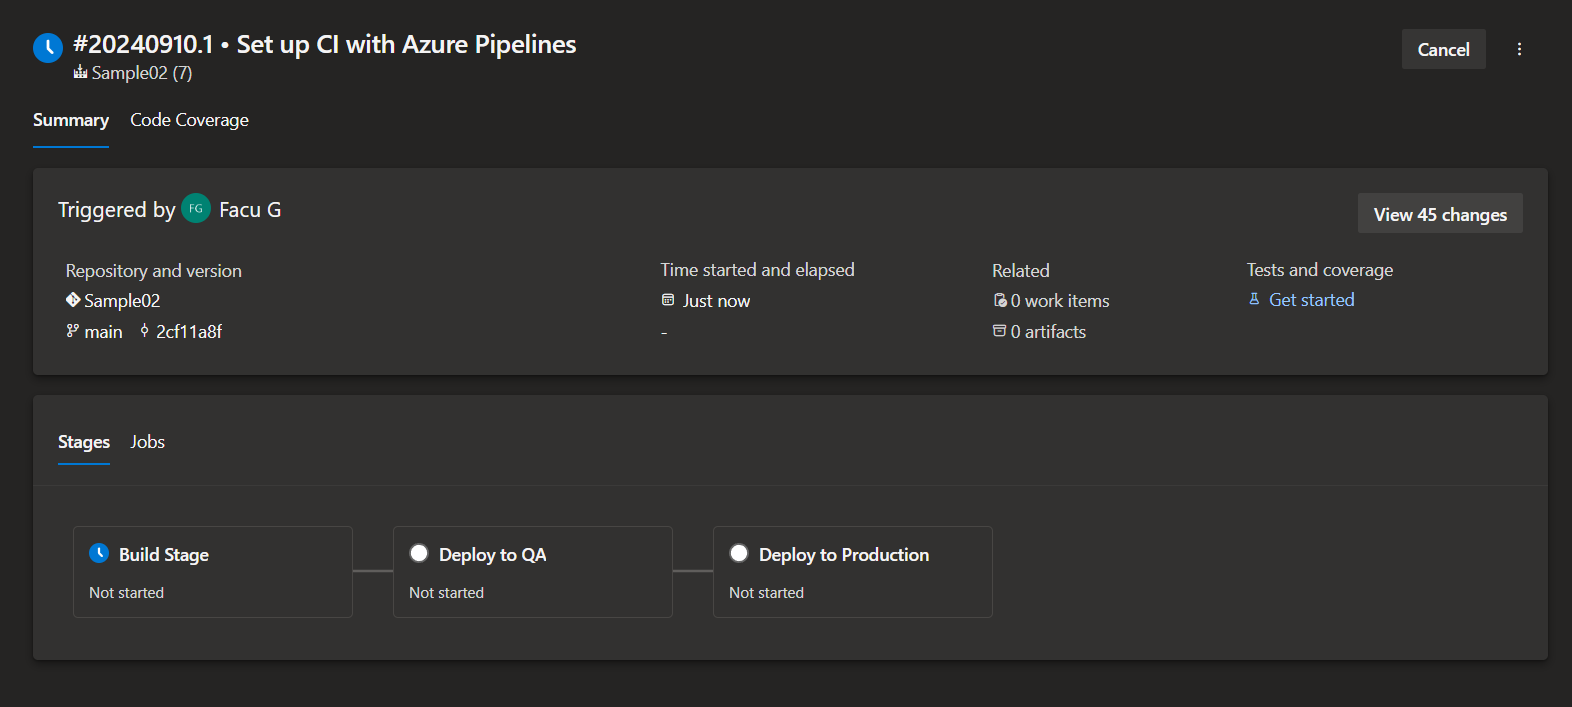 #20240910.1 • Set up CI with Azure Pipelines
Cancel
Sample02 (7)
Summary
Code Coverage
Triggered by FG Facu G
View 45 changes
Repository and version
Sample02
main 2cf11a8f
Time started and elapsed
Just now
-
Related
0 work items
0 artifacts
Tests and coverage
Get started
Stages
Jobs
Build Stage
Not started
Deploy to QA
Not started
Deploy to Production
Not started